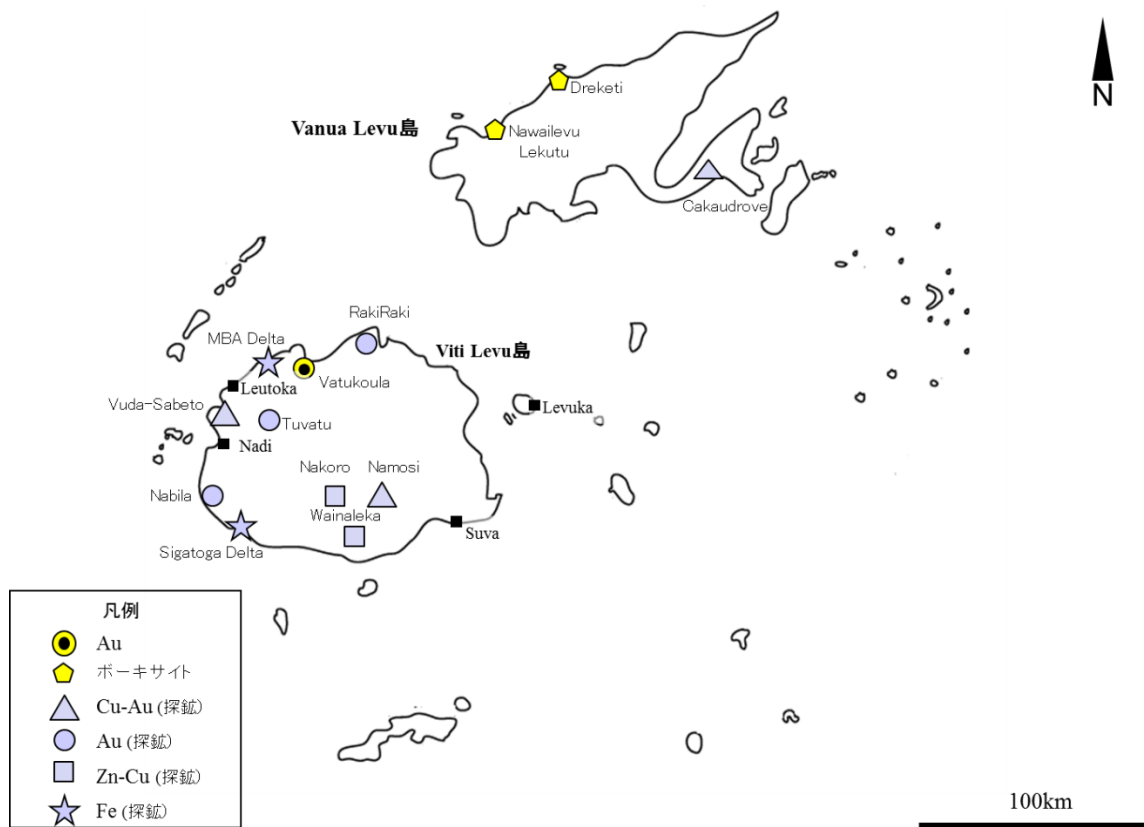 N
Dreketi
Vanua Levu島
Nawailevu
Lekutu
Cakaudrove
RakiRaki
MBA Delta
Viti Levu島
Vatukoula
Leutoka
Vuda-Sabeto
Levuka
Tuvatu
Nadi
Nakoro
Namosi
Nabila
Wainaleka
Suva
Sigatoga Delta
凡例
Au
ボーキサイト
Cu-Au (探鉱)
Au (探鉱)
Zn-Cu (探鉱)
Fe (探鉱)
100km